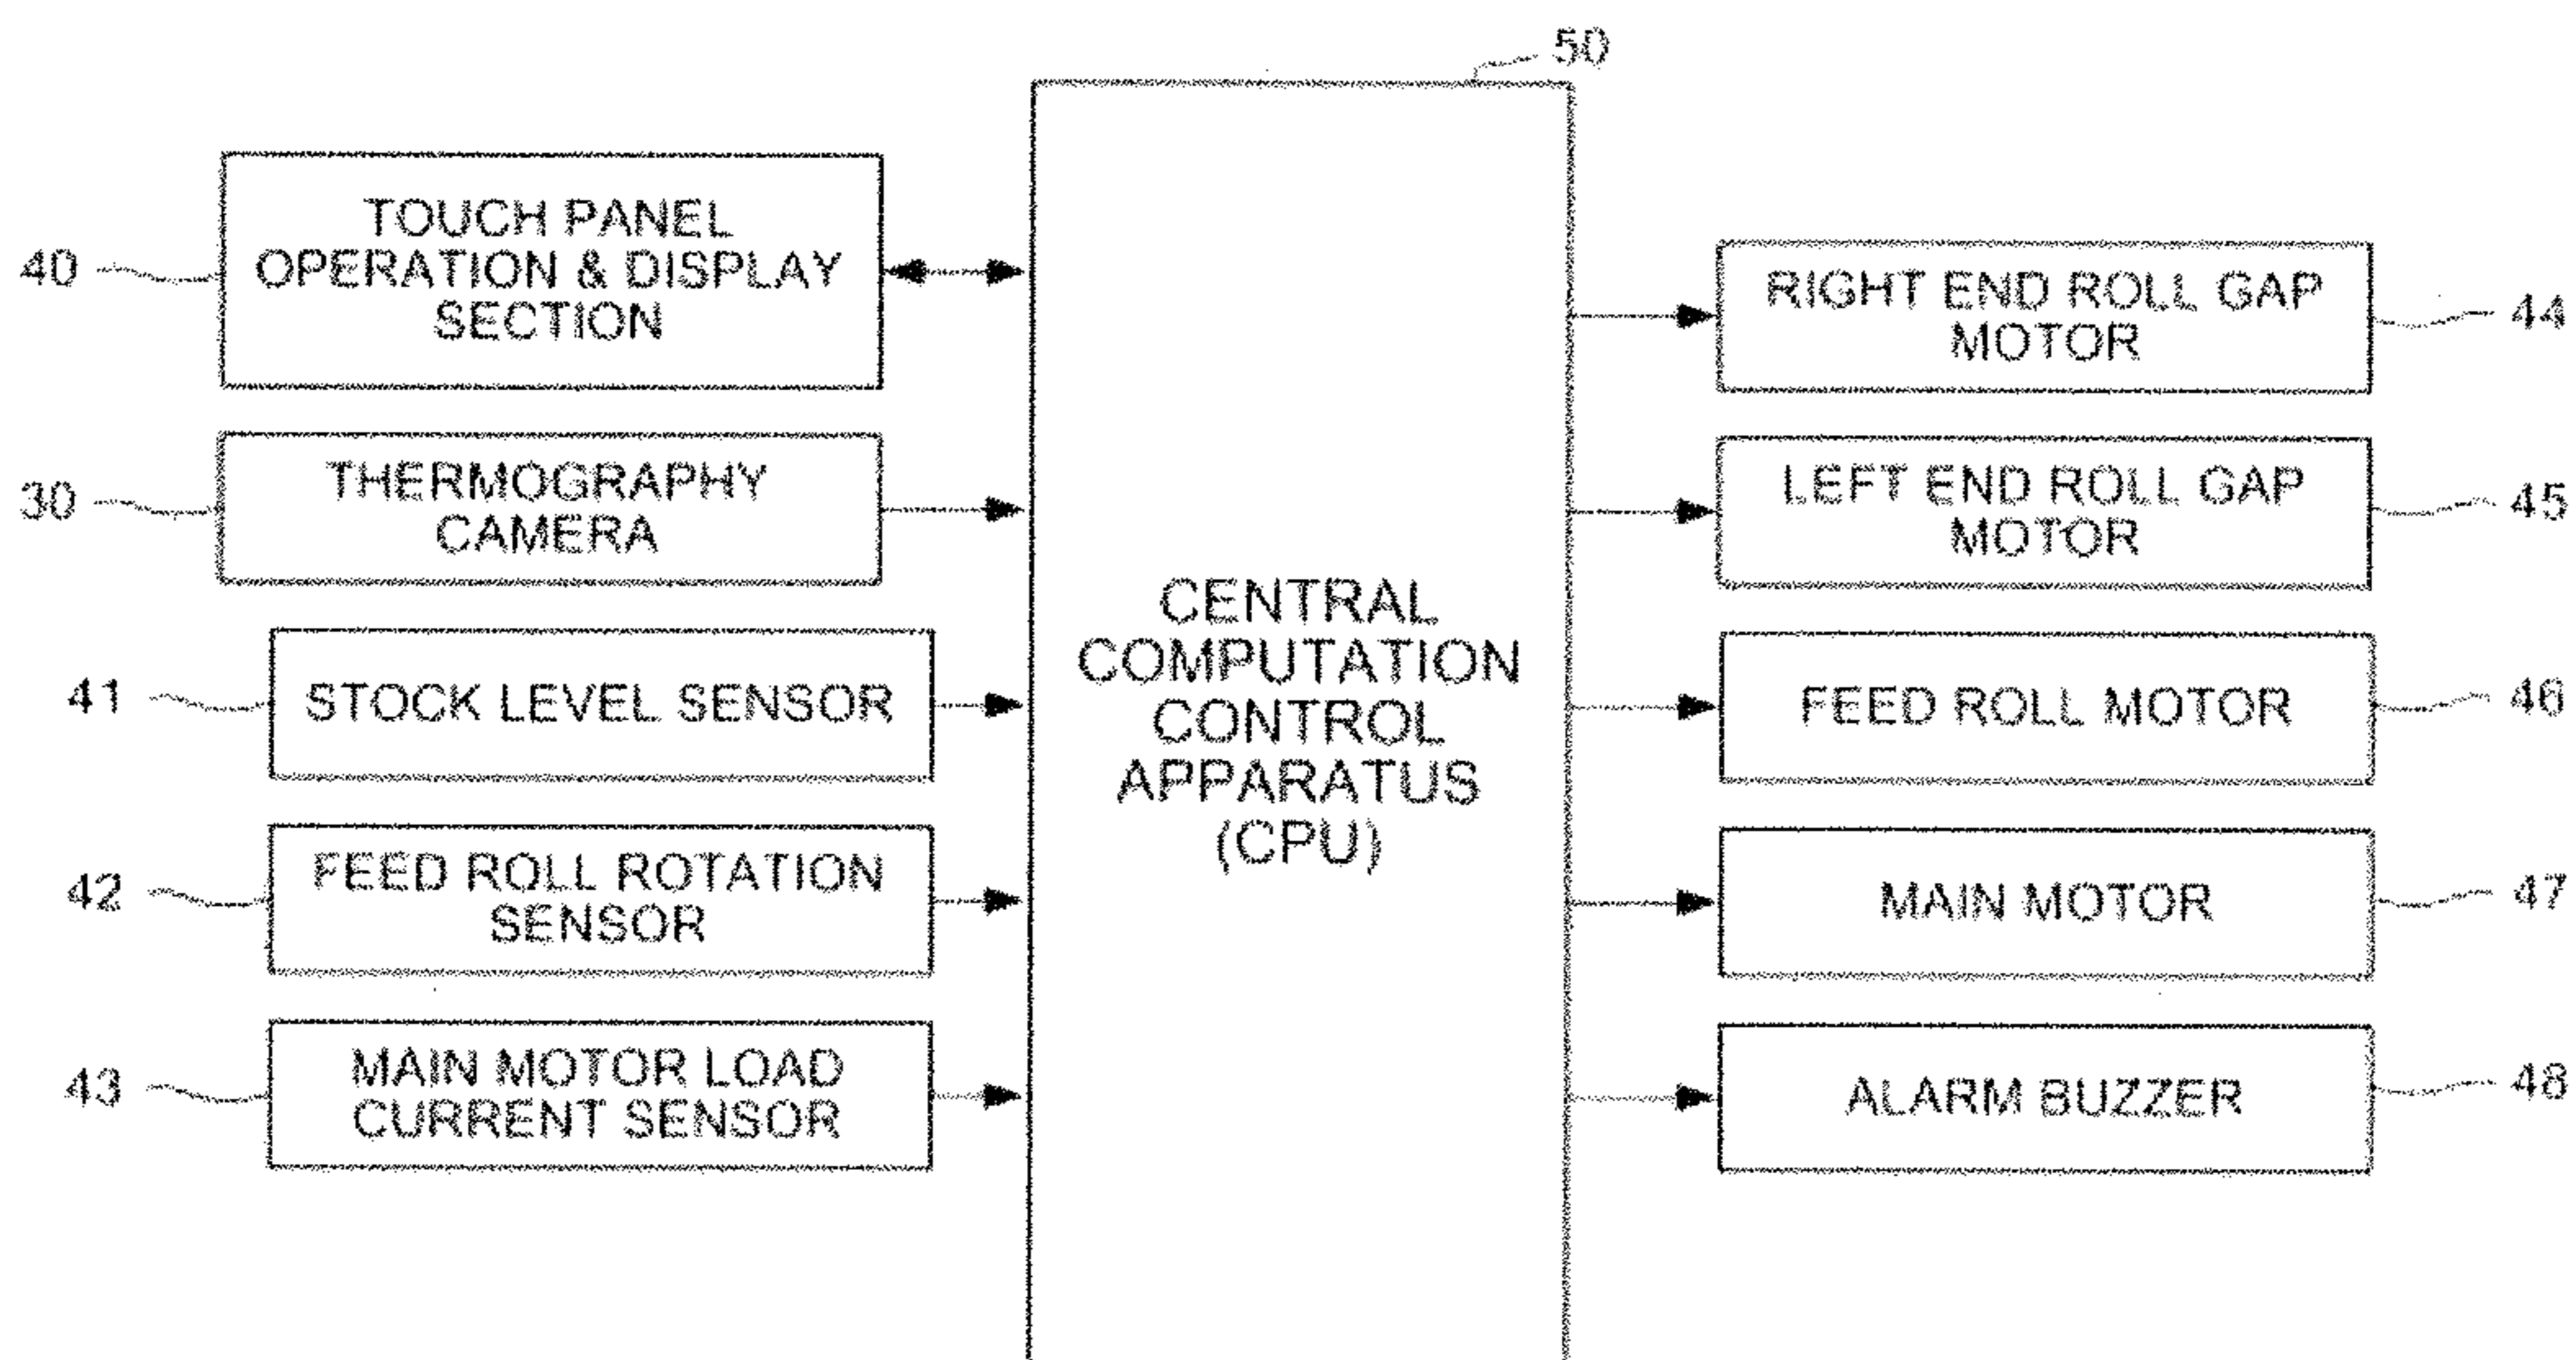 50
40
TOUCH PANEL
OPERATION & DISPLAY
SECTION
30
THERMOGRAPHY
CAMERA
41
STOCK LEVEL SENSOR
42
FEED ROLL ROTATION
SENSOR
43
MAIN MOTOR LOAD
CURRENT SENSOR
CENTRAL
COMPUTATION
CONTROL
APPARATUS
(CPU)
RIGHT END ROLL GAP
MOTOR
44
LEFT END ROLL GAP
MOTOR
45
FEED ROLL MOTOR
46
MAIN MOTOR
47
ALARM BUZZER
48